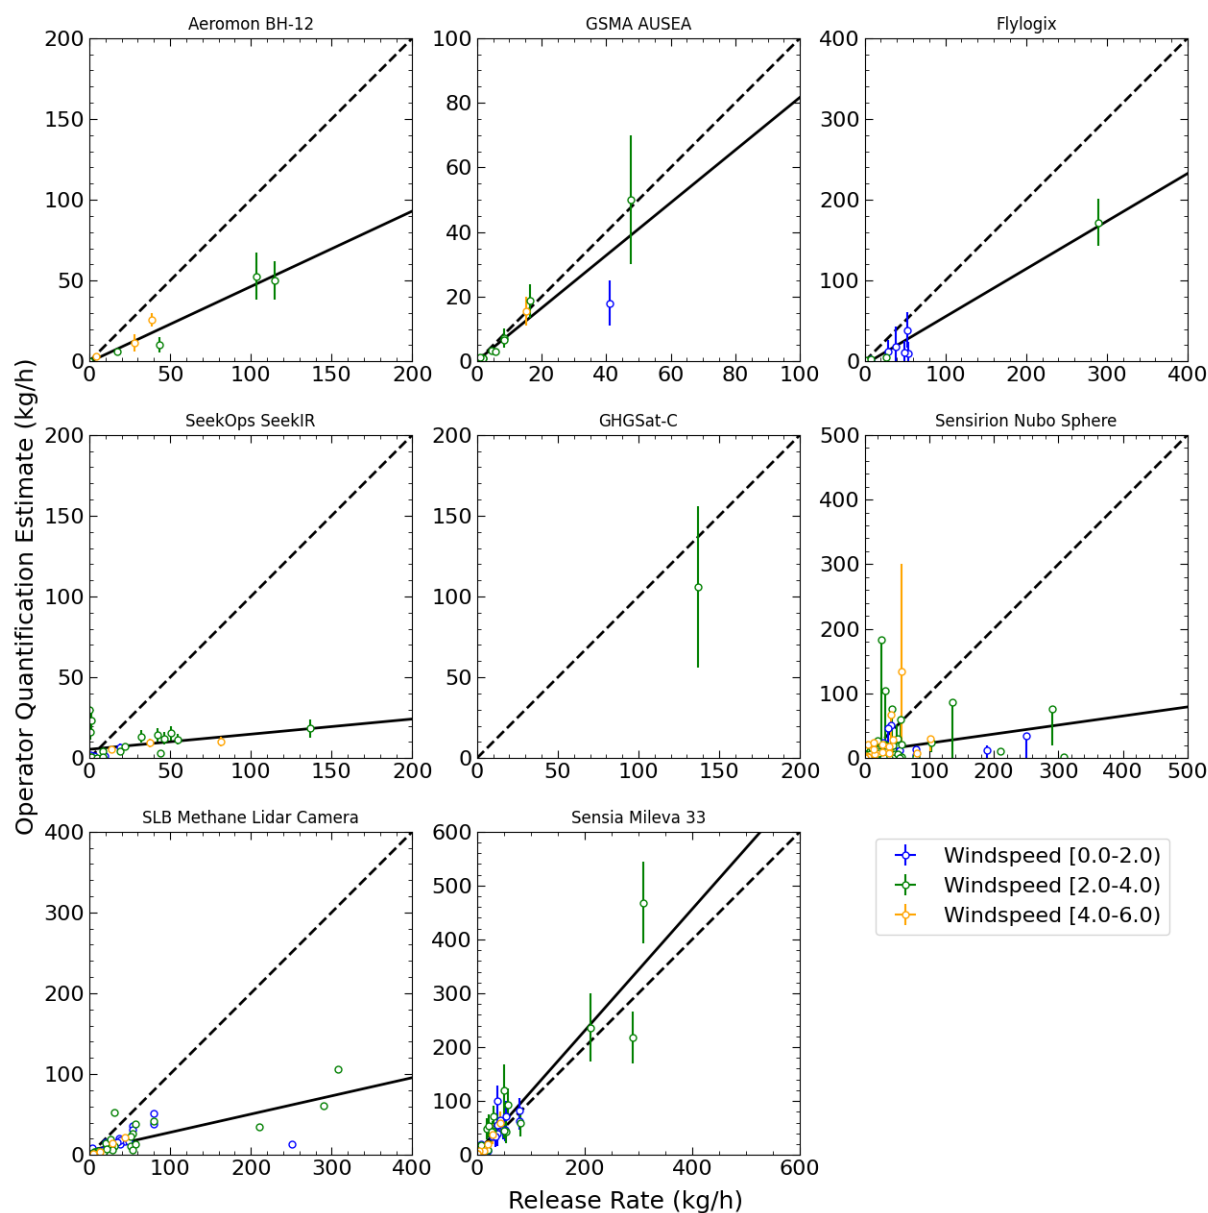 Aeromon BH-12
GSMA AUSEA
Flylogix
200
150
100
50
0
0 50 100 150 200
100
80
60
40
20
0
0 20 40 60 80 100
400
300
200
100
0
0 100 200 300 400
SeekOps SeekIR
GHGSat-C
Sensirion Nubo Sphere
200
150
100
50
0
0 50 100 150 200
200
150
100
50
0
0 50 100 150 200
500
400
300
200
100
0
0 100 200 300 400 500
SLB Methane Lidar Camera
Sensia Mileva 33
400
300
200
100
0
0 100 200 300 400
600
500
400
300
200
100
0
0 200 400 600
Windspeed [0.0-2.0)
Windspeed [2.0-4.0)
Windspeed [4.0-6.0)
Operator Quantification Estimate (kg/h)
Release Rate (kg/h)